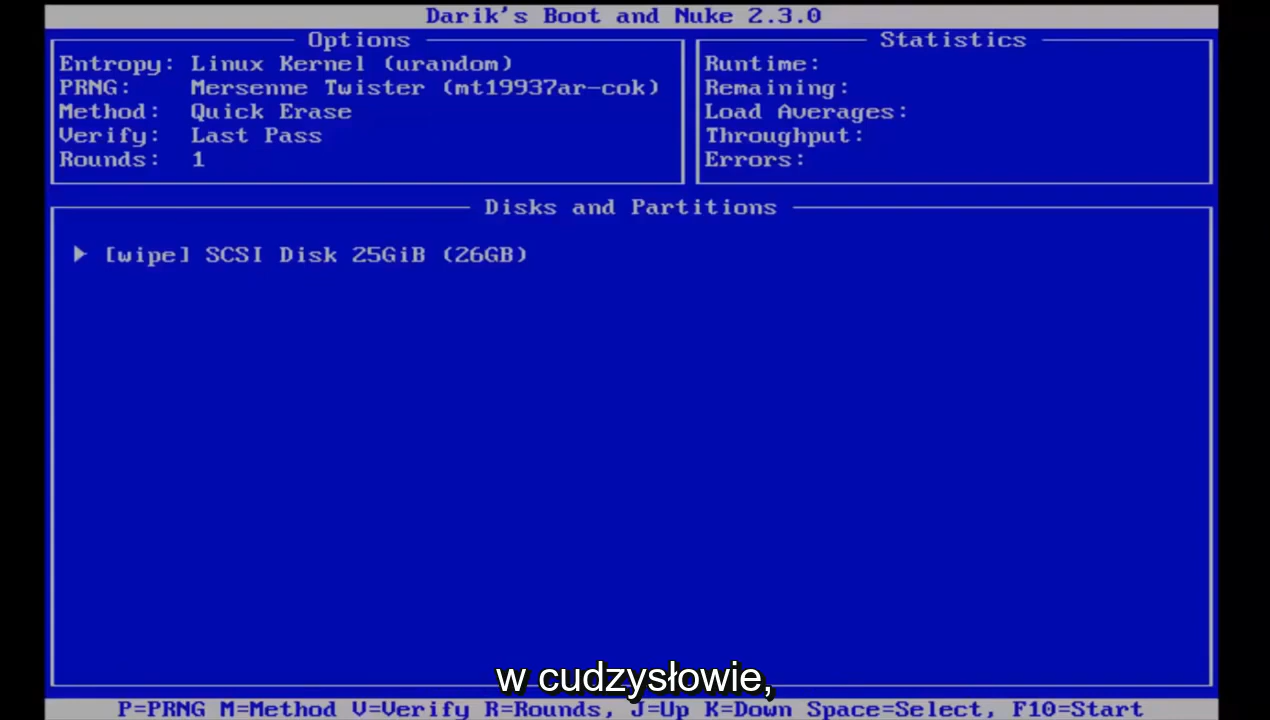 Darik's Boot and Nuke 2.3.0
Options
Entropy: Linux Kernel (urandom)
PRNG: Mersenne Twister (mt19937ar-cok)
Method: Quick Erase
Verify: Last Pass
Rounds: 1
Statistics
Runtime:
Remaining:
Load Averages:
Throughput:
Errors:
Disks and Partitions
[wipe] SCSI Disk 25GiB (26GB)
w cudzysłowie,
P=PRNG M=Method V=Verify R=Rounds, J=Up K=Down Space=Select, F10=Start